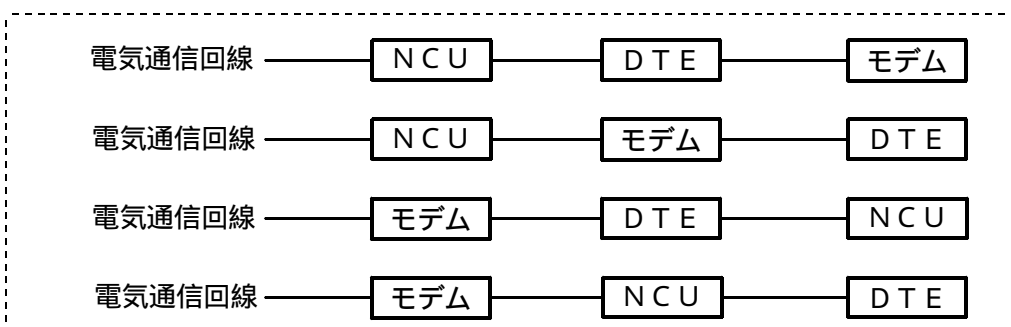 電気通信回線 NCU DTE モデム
電気通信回線 NCU モデム DTE
電気通信回線 モデム DTE NCU
電気通信回線 モデム NCU DTE